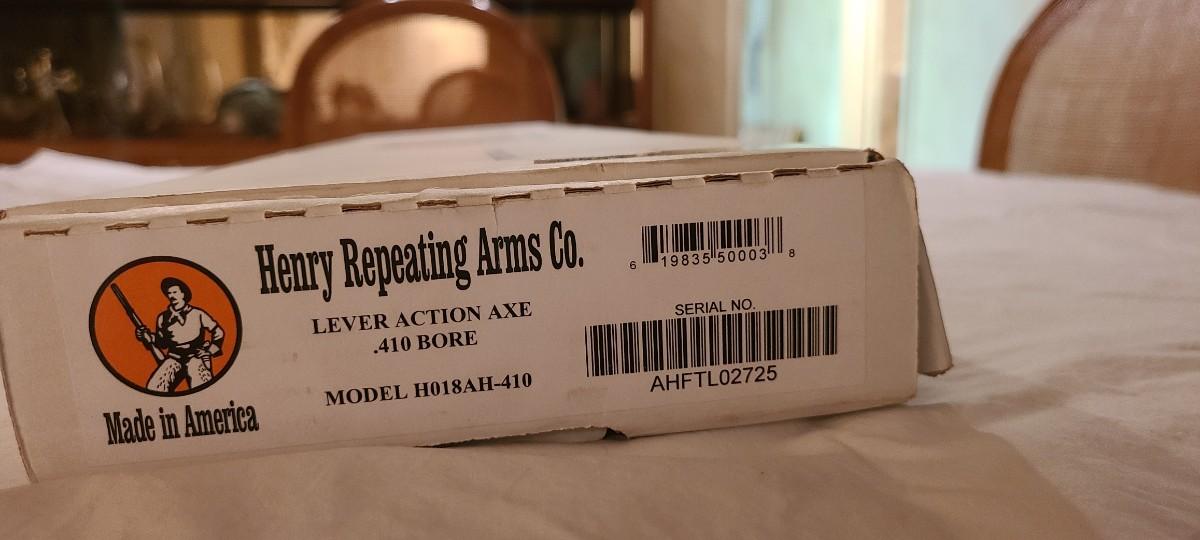 Henry Repeating Arms Co.
LEVER ACTION AXE
.410 BORE
MODEL H018AH-410
Made in America
6 19835 50003 8
SERIAL NO.
AHFTL02725